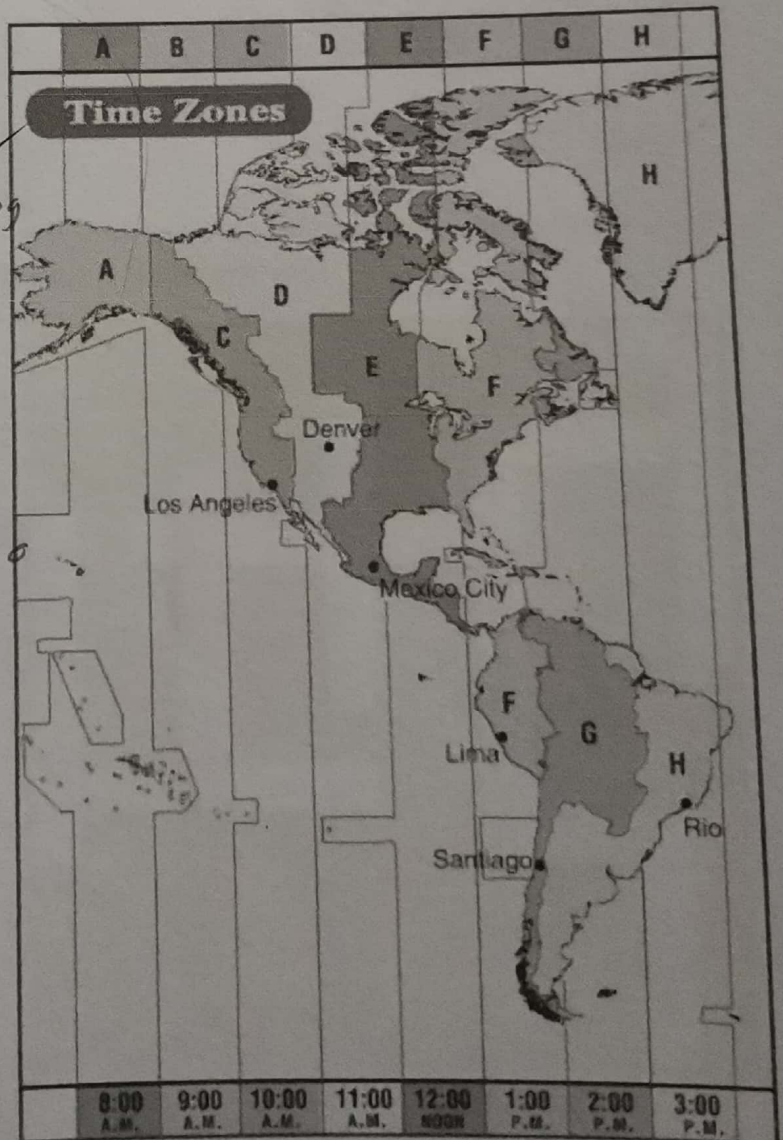 A B C D E F G H
Time Zones
H
A
D
C
E
F
Denver
Los Angeles
Mexico City
F
G
H
Lima
Rio
Santiago
8:00 9:00 10:00 11:00 12:00 1:00 2:00 3:00
A.M. A.M. A.M. A.M. NOON P.M. P.M. P.M.